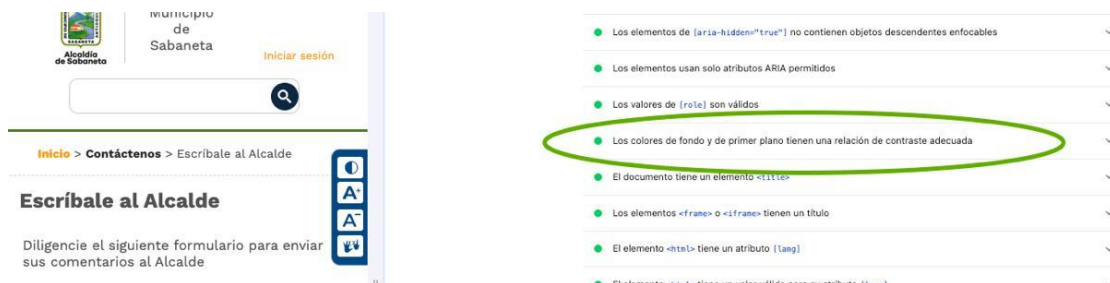 Municipio
de
Sabaneta
SABANETA
Alcaldía
de Sabaneta
Iniciar sesión
Inicio > Contáctenos > Escríbale al Alcalde
A+
A-
Escríbale al Alcalde
Diligencie el siguiente formulario para enviar
sus comentarios al Alcalde
Los elementos de [aria-hidden="true"] no contienen objetos descendentes enfocables
Los elementos usan solo atributos ARIA permitidos
Los valores de [role] son válidos
Los colores de fondo y de primer plano tienen una relación de contraste adecuada
El documento tiene un elemento <title>
Los elementos <frame> o <iframe> tienen un título
El elemento <html> tiene un atributo [lang]